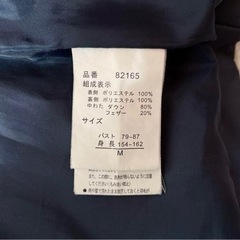 品番 82165
組成表示
表側 ポリエステル 100%
裏側 ポリエステル 100%
中わた ダウン 80%
フェザー 20%
サイズ
バスト 79-87
身長 154-162
M